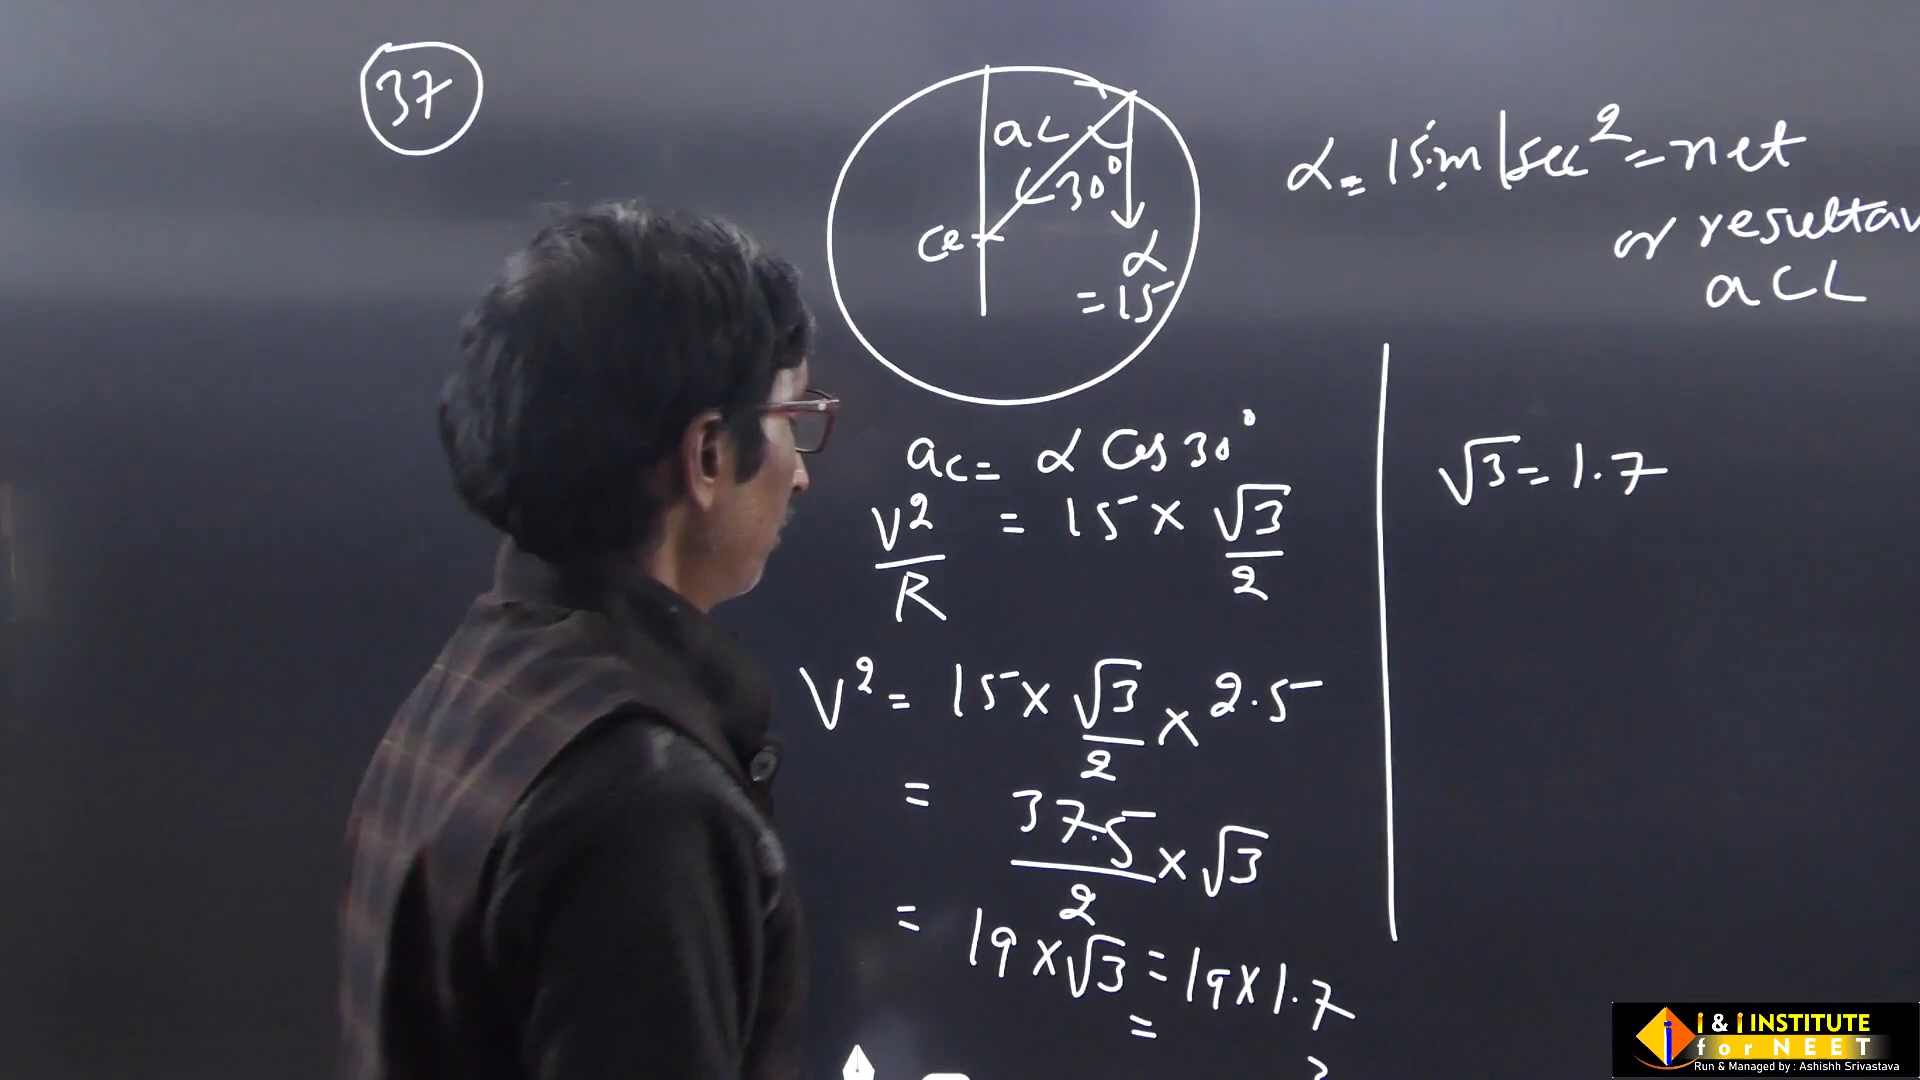 37
ac
30°
Ce
α
= 15
α = 15 m/sec² = net
or resultan
acc
ac = α Cos 30°
V²/R = 15 × √3/2
V² = 15 × √3/2 × 2.5
= 37.5/2 × √3
= 19 × √3 = 19 × 1.7
=
√3 = 1.7
i & i INSTITUTE
for NEET
Run & Managed by : Ashishh Srivastava